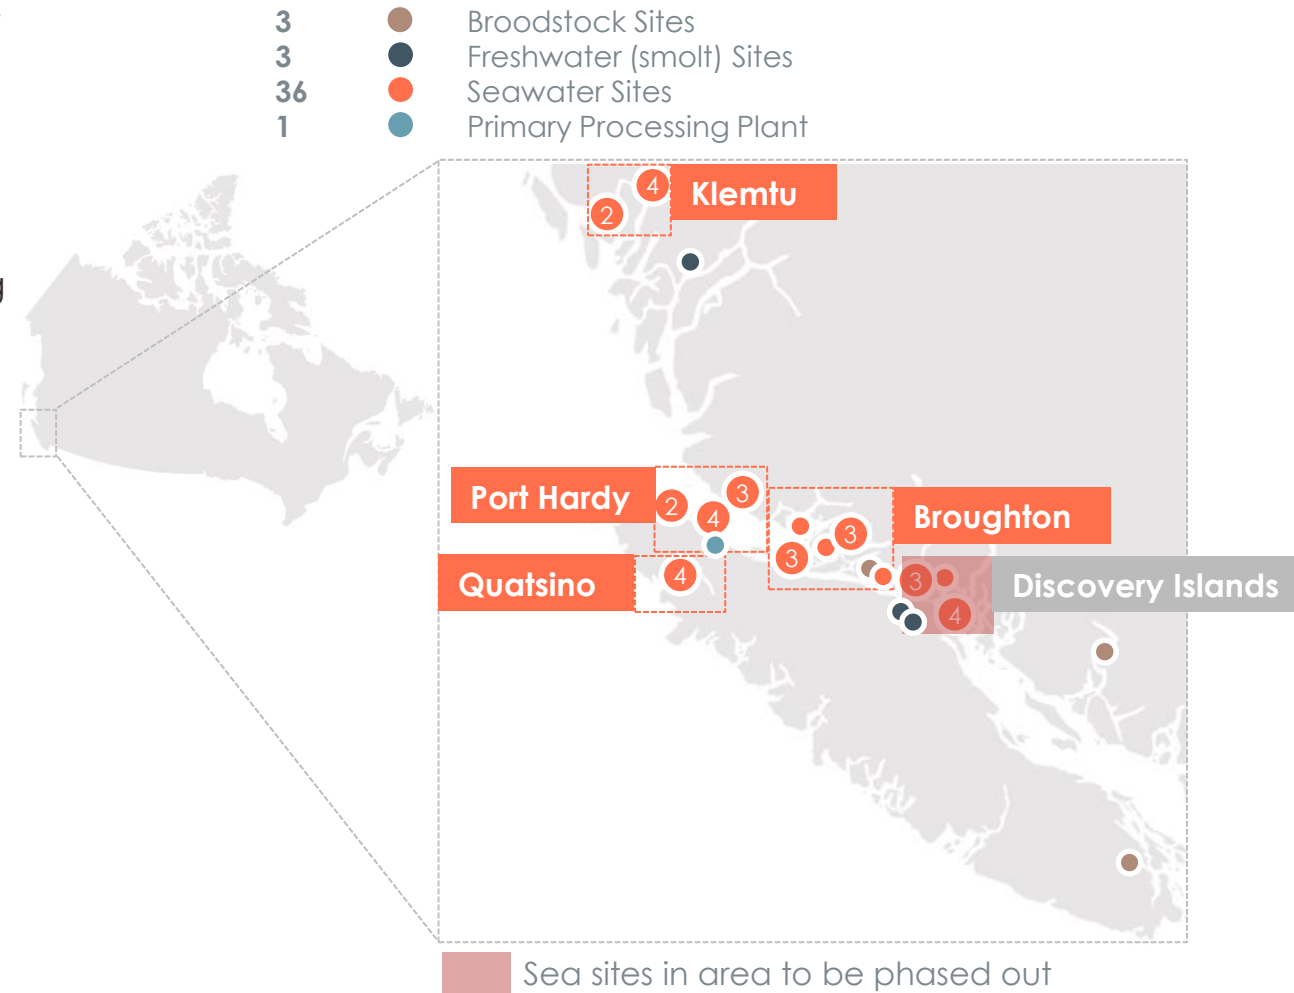 3 Broodstock Sites
3 Freshwater (smolt) Sites
36 Seawater Sites
1 Primary Processing Plant
4
Klemtu
2
g
Port Hardy
2
4
3
Broughton
3
3
Quatsino
4
3
4
Discovery Islands
Sea sites in area to be phased out